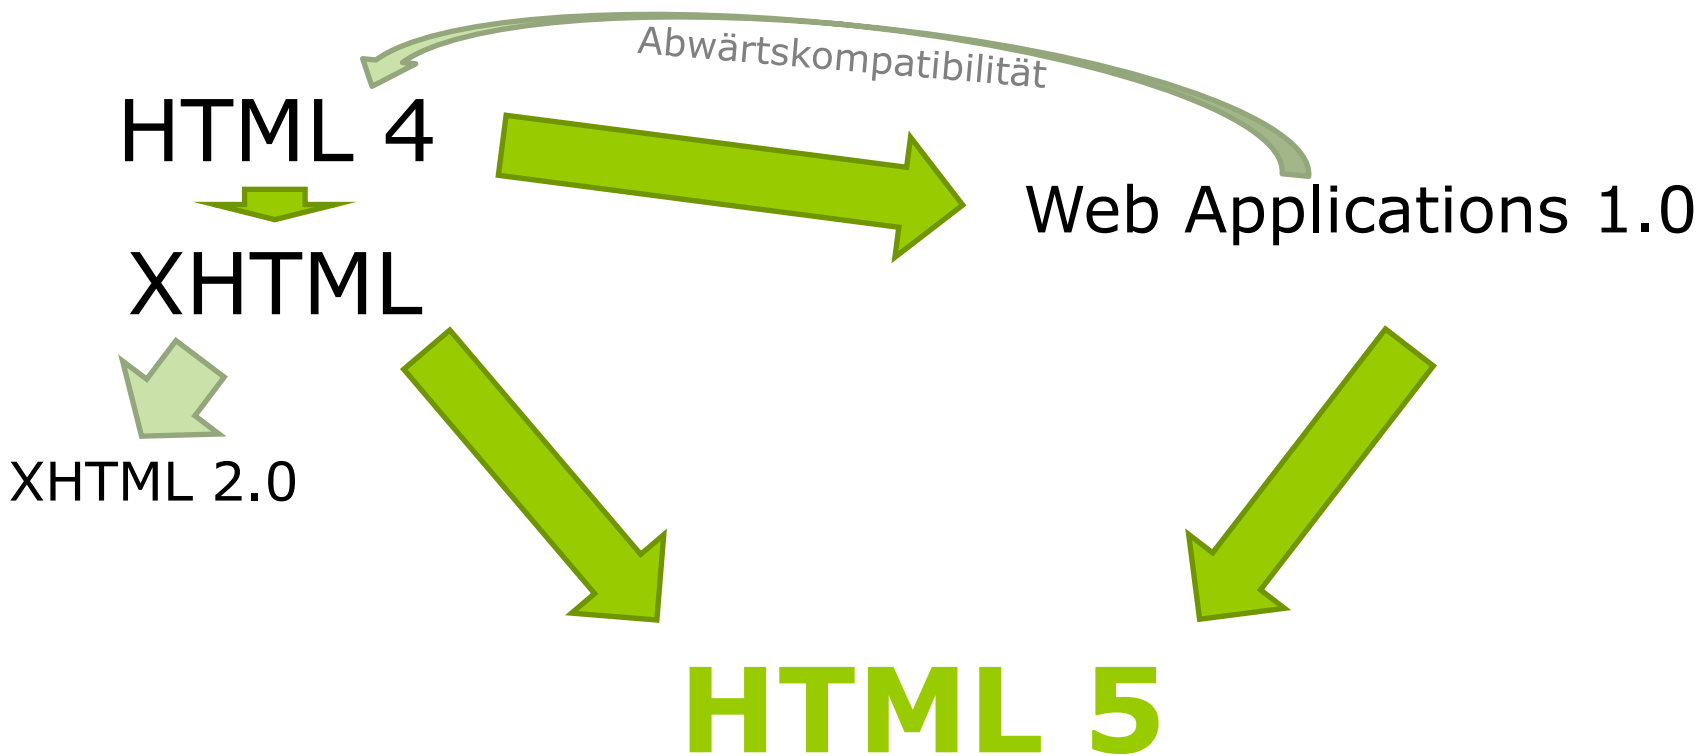 Abwärtskompatibilität
HTML 4
Web Applications 1.0
XHTML
XHTML 2.0
HTML 5